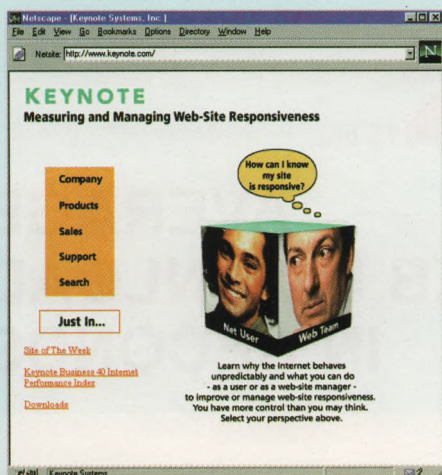 Netscape - [Keynote Systems, Inc.]
File Edit View Go Bookmarks Options Directory Window Help
Netsite: http://www.keynote.com/
N
KEYNOTE
Measuring and Managing Web-Site Responsiveness
How can I know
my site
is responsive?
Company
Products
Sales
Support
Search
Net User
Web Team
Just In...
Site of The Week
Keynote Business 40 Internet
Performance Index
Downloads
Learn why the Internet behaves
unpredictably and what you can do
- as a user or as a web-site manager -
to improve or manage web-site responsiveness.
You have more control than you may think.
Select your perspective above.
Keynote Systems